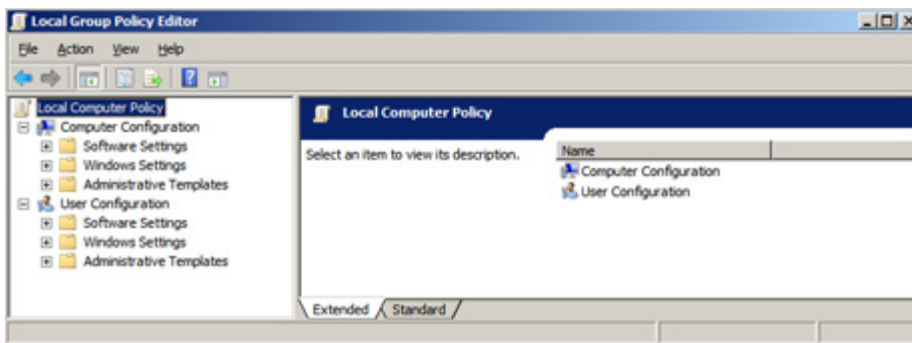 Local Group Policy Editor
File Action View Help
Local Computer Policy
Computer Configuration
Software Settings
Windows Settings
Administrative Templates
User Configuration
Software Settings
Windows Settings
Administrative Templates
Local Computer Policy
Select an item to view its description.
Name
Computer Configuration
User Configuration
Extended Standard